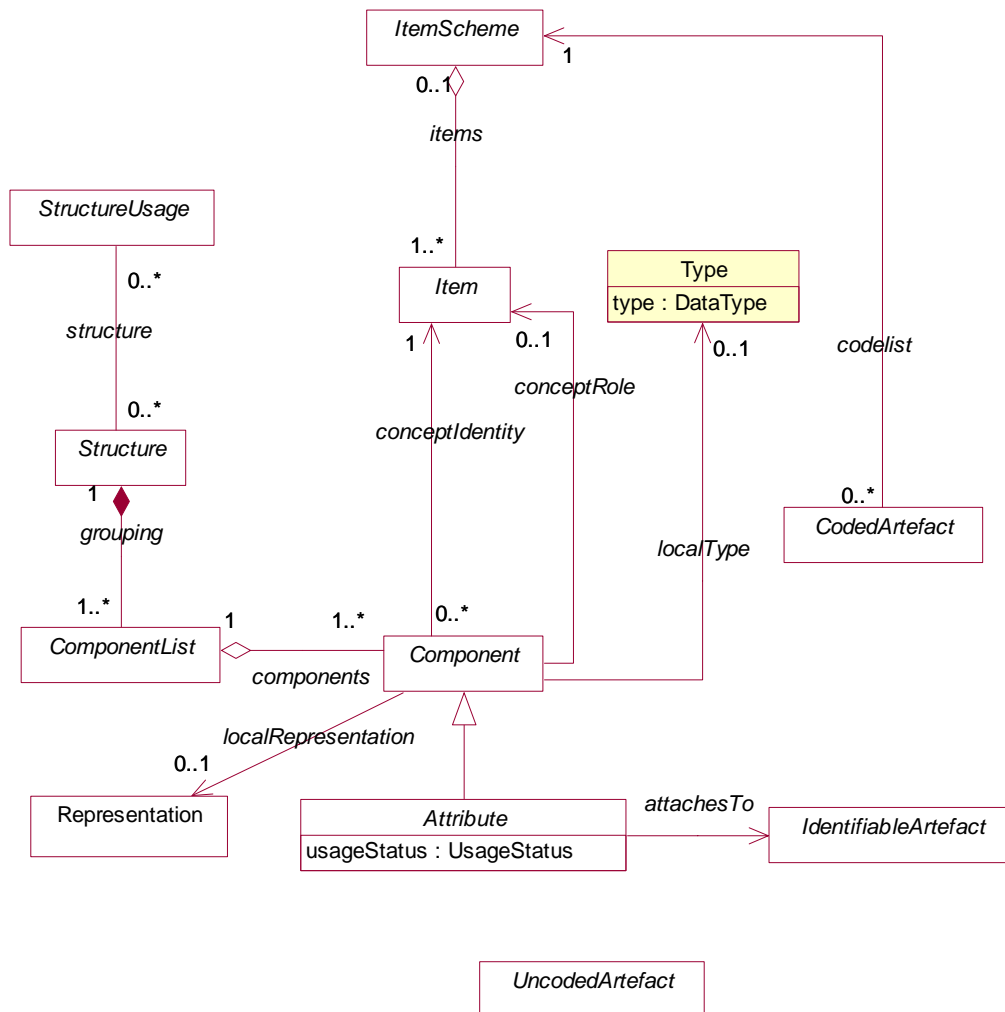 ItemScheme
1
0..1
items
StructureUsage
1..*
0..*
Item
Type
type : DataType
structure
1
0..1
0..1
codelist
conceptRole
0..*
conceptIdentity
Structure
1
0..*
grouping
CodedArtefact
localType
1..*
1
1..*
0..*
ComponentList
Component
components
localRepresentation
0..1
Representation
Attribute
attachesTo
IdentifiableArtefact
usageStatus : UsageStatus
UncodedArtefact